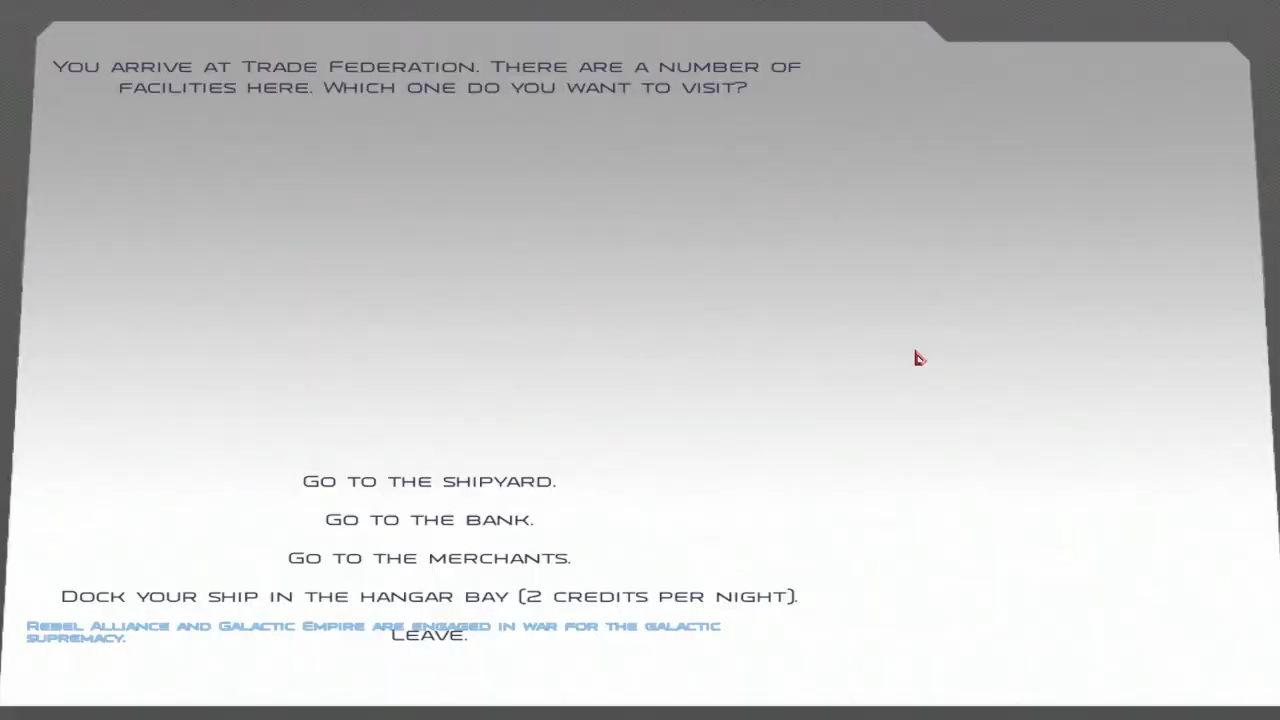 You arrive at Trade Federation. There are a number of
facilities here. Which one do you want to visit?
Go to the shipyard.
Go to the bank.
Go to the merchants.
Dock your ship in the hangar bay (2 credits per night).
Rebel Alliance and Galactic Empire are engaged in war for the galactic
supremacy.
Leave.